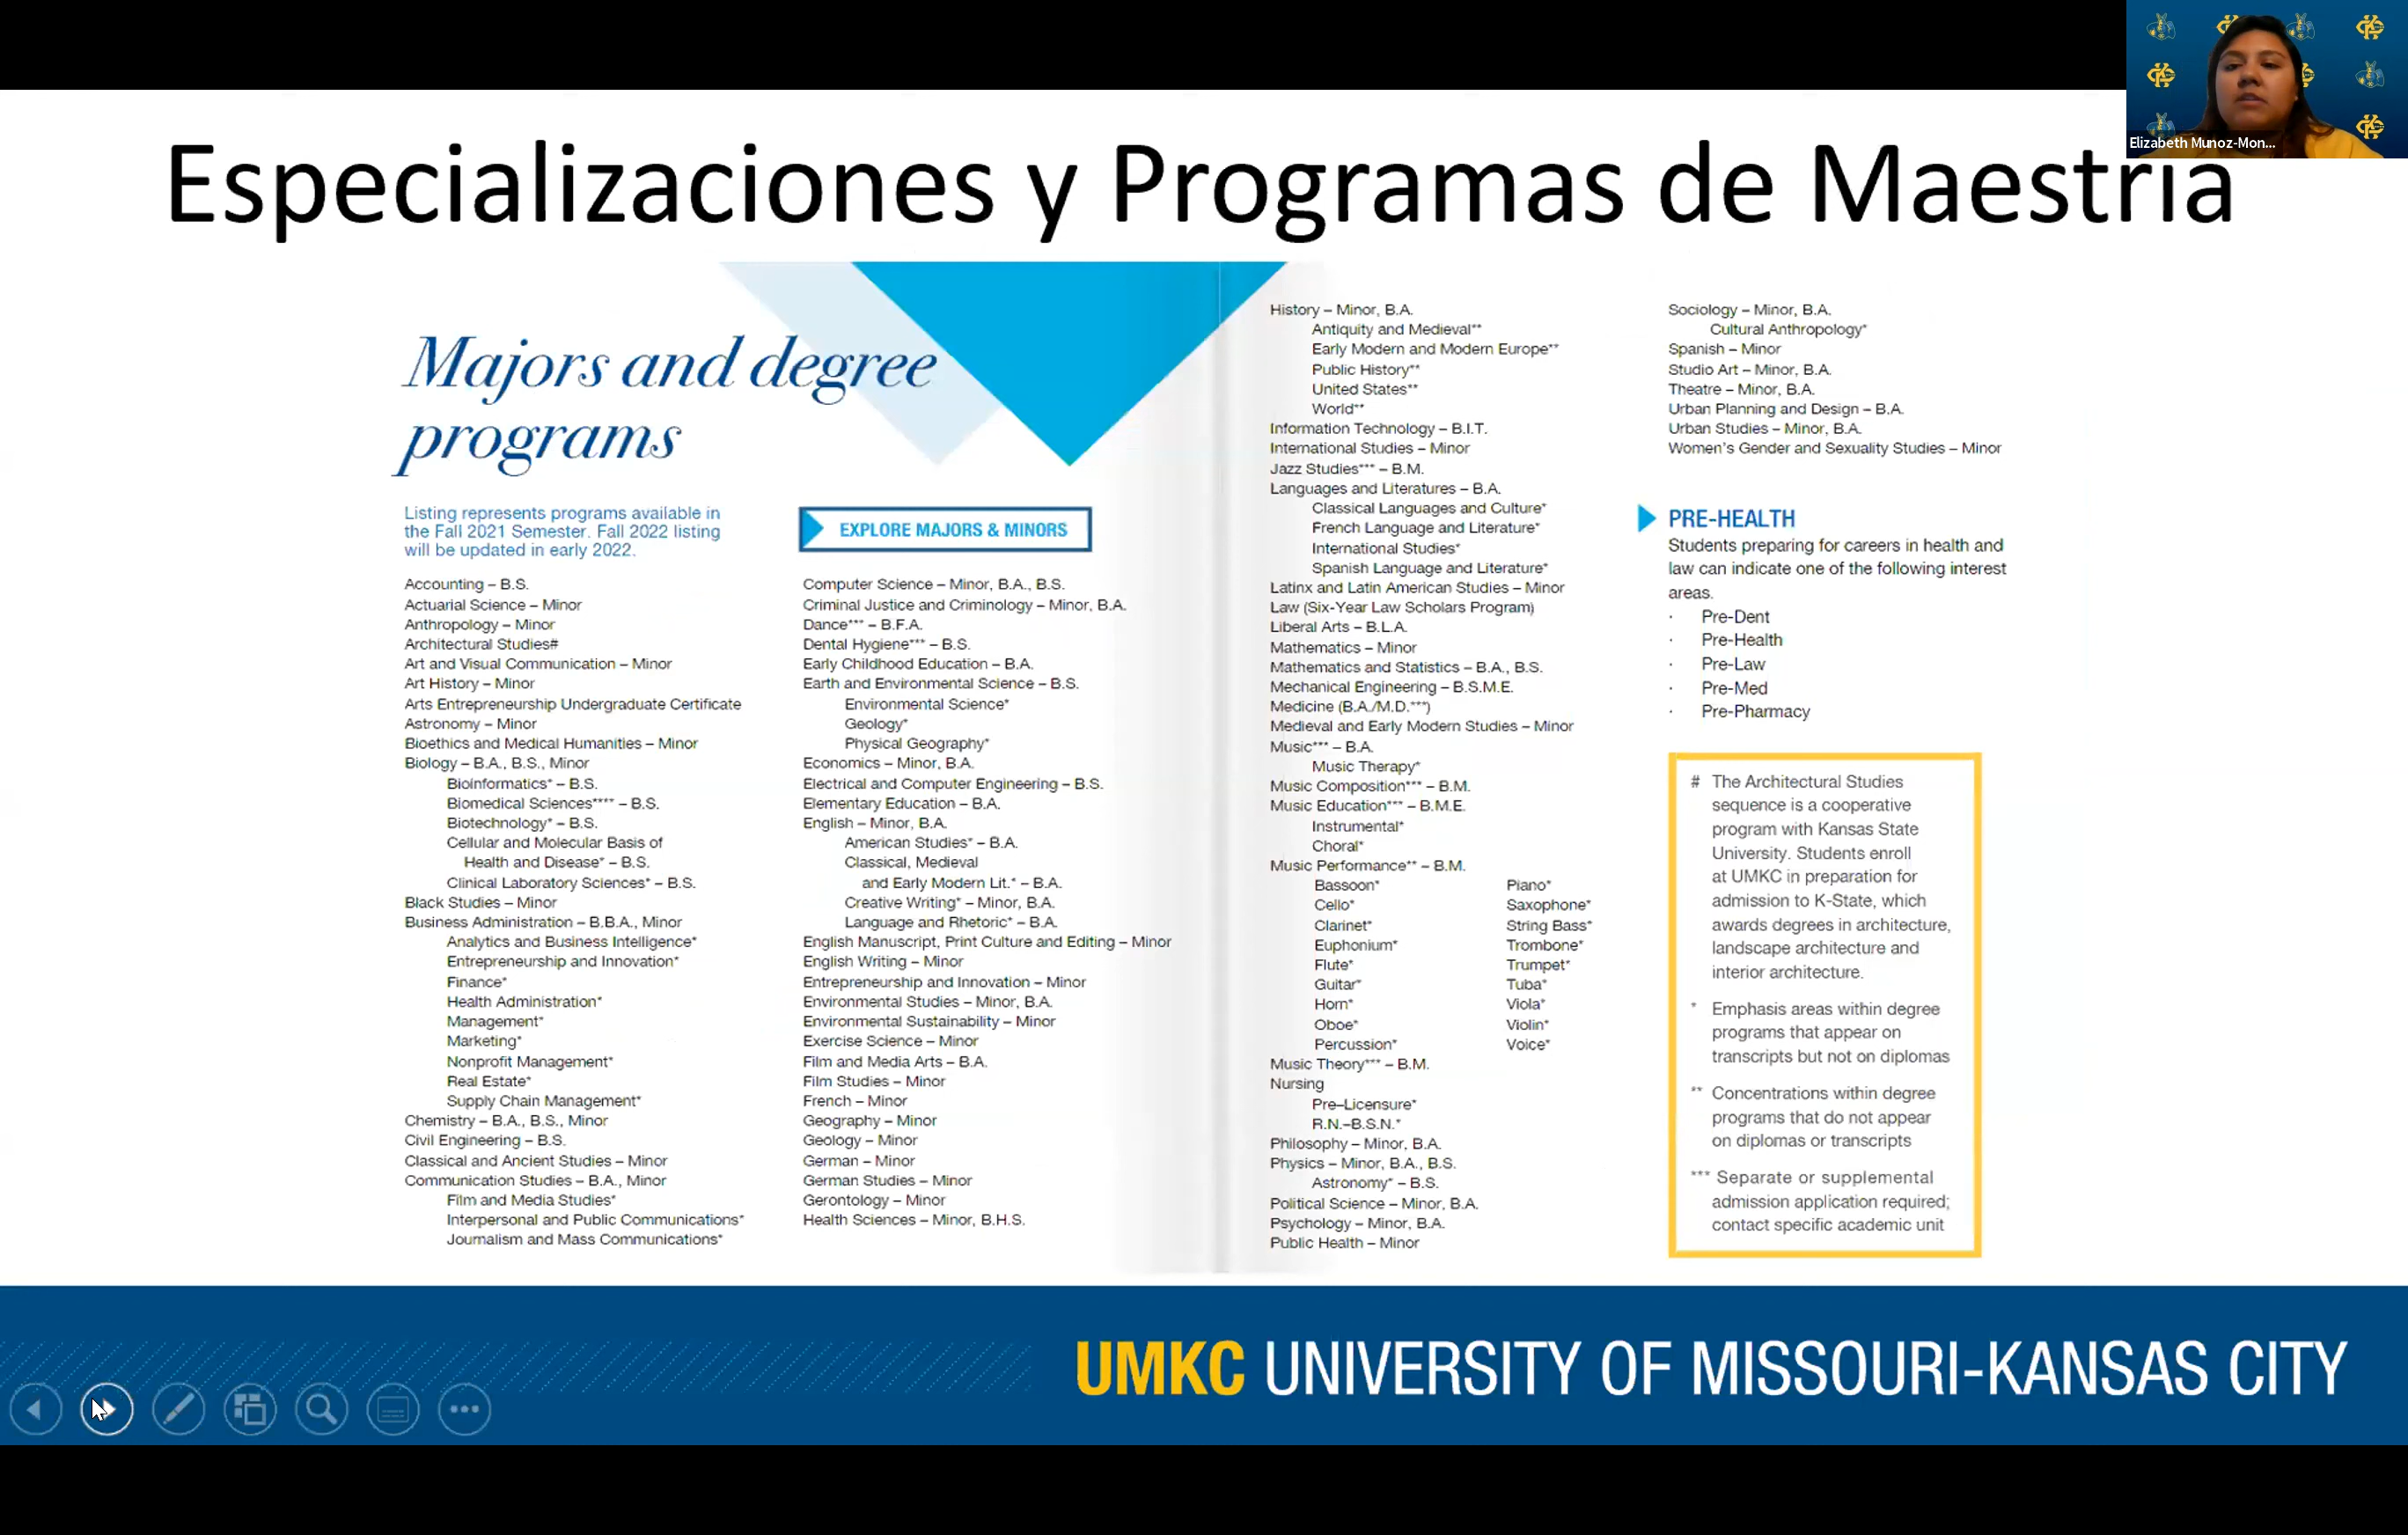 Elizabeth Munoz-Mon...
Especializaciones y Programas de Maestría
Majors and degree
programs
Listing represents programs available in
the Fall 2021 Semester. Fall 2022 listing
will be updated in early 2022.
EXPLORE MAJORS & MINORS
Accounting – B.S.
Actuarial Science – Minor
Anthropology – Minor
Architectural Studies#
Art and Visual Communication – Minor
Art History – Minor
Arts Entrepreneurship Undergraduate Certificate
Astronomy – Minor
Bioethics and Medical Humanities – Minor
Biology – B.A., B.S., Minor
Bioinformatics* – B.S.
Biomedical Sciences**** – B.S.
Biotechnology* – B.S.
Cellular and Molecular Basis of
Health and Disease* – B.S.
Clinical Laboratory Sciences* – B.S.
Black Studies – Minor
Business Administration – B.B.A., Minor
Analytics and Business Intelligence*
Entrepreneurship and Innovation*
Finance*
Health Administration*
Management*
Marketing*
Nonprofit Management*
Real Estate*
Supply Chain Management*
Chemistry – B.A., B.S., Minor
Civil Engineering – B.S.
Classical and Ancient Studies – Minor
Communication Studies – B.A., Minor
Film and Media Studies*
Interpersonal and Public Communications*
Journalism and Mass Communications*
Computer Science – Minor, B.A., B.S.
Criminal Justice and Criminology – Minor, B.A.
Dance*** – B.F.A.
Dental Hygiene*** – B.S.
Early Childhood Education – B.A.
Earth and Environmental Science – B.S.
Environmental Science*
Geology*
Physical Geography*
Economics – Minor, B.A.
Electrical and Computer Engineering – B.S.
Elementary Education – B.A.
English – Minor, B.A.
American Studies* – B.A.
Classical, Medieval
and Early Modern Lit.* – B.A.
Creative Writing* – Minor, B.A.
Language and Rhetoric* – B.A.
English Manuscript, Print Culture and Editing – Minor
English Writing – Minor
Entrepreneurship and Innovation – Minor
Environmental Studies – Minor, B.A.
Environmental Sustainability – Minor
Exercise Science – Minor
Film and Media Arts – B.A.
Film Studies – Minor
French – Minor
Geography – Minor
Geology – Minor
German – Minor
German Studies – Minor
Gerontology – Minor
Health Sciences – Minor, B.H.S.
History – Minor, B.A.
Antiquity and Medieval**
Early Modern and Modern Europe**
Public History**
United States**
World**
Information Technology – B.I.T.
International Studies – Minor
Jazz Studies*** – B.M.
Languages and Literatures – B.A.
Classical Languages and Culture*
French Language and Literature*
International Studies*
Spanish Language and Literature*
Latinx and Latin American Studies – Minor
Law (Six-Year Law Scholars Program)
Liberal Arts – B.L.A.
Mathematics – Minor
Mathematics and Statistics – B.A., B.S.
Mechanical Engineering – B.S.M.E.
Medicine (B.A./M.D.***)
Medieval and Early Modern Studies – Minor
Music*** – B.A.
Music Therapy*
Music Composition*** – B.M.
Music Education*** – B.M.E.
Instrumental*
Choral*
Music Performance** – B.M.
Bassoon*
Cello*
Clarinet*
Euphonium*
Flute*
Guitar*
Horn*
Oboe*
Percussion*
Piano*
Saxophone*
String Bass*
Trombone*
Trumpet*
Tuba*
Viola*
Violin*
Voice*
Music Theory*** – B.M.
Nursing
Pre–Licensure*
R.N.–B.S.N.*
Philosophy – Minor, B.A.
Physics – Minor, B.A., B.S.
Astronomy* – B.S.
Political Science – Minor, B.A.
Psychology – Minor, B.A.
Public Health – Minor
Sociology – Minor, B.A.
Cultural Anthropology*
Spanish – Minor
Studio Art – Minor, B.A.
Theatre – Minor, B.A.
Urban Planning and Design – B.A.
Urban Studies – Minor, B.A.
Women's Gender and Sexuality Studies – Minor
PRE-HEALTH
Students preparing for careers in health and
law can indicate one of the following interest
areas.
· Pre-Dent
· Pre-Health
· Pre-Law
· Pre-Med
· Pre-Pharmacy
# The Architectural Studies
sequence is a cooperative
program with Kansas State
University. Students enroll
at UMKC in preparation for
admission to K-State, which
awards degrees in architecture,
landscape architecture and
interior architecture.
* Emphasis areas within degree
programs that appear on
transcripts but not on diplomas
** Concentrations within degree
programs that do not appear
on diplomas or transcripts
*** Separate or supplemental
admission application required;
contact specific academic unit
UMKC UNIVERSITY OF MISSOURI-KANSAS CITY